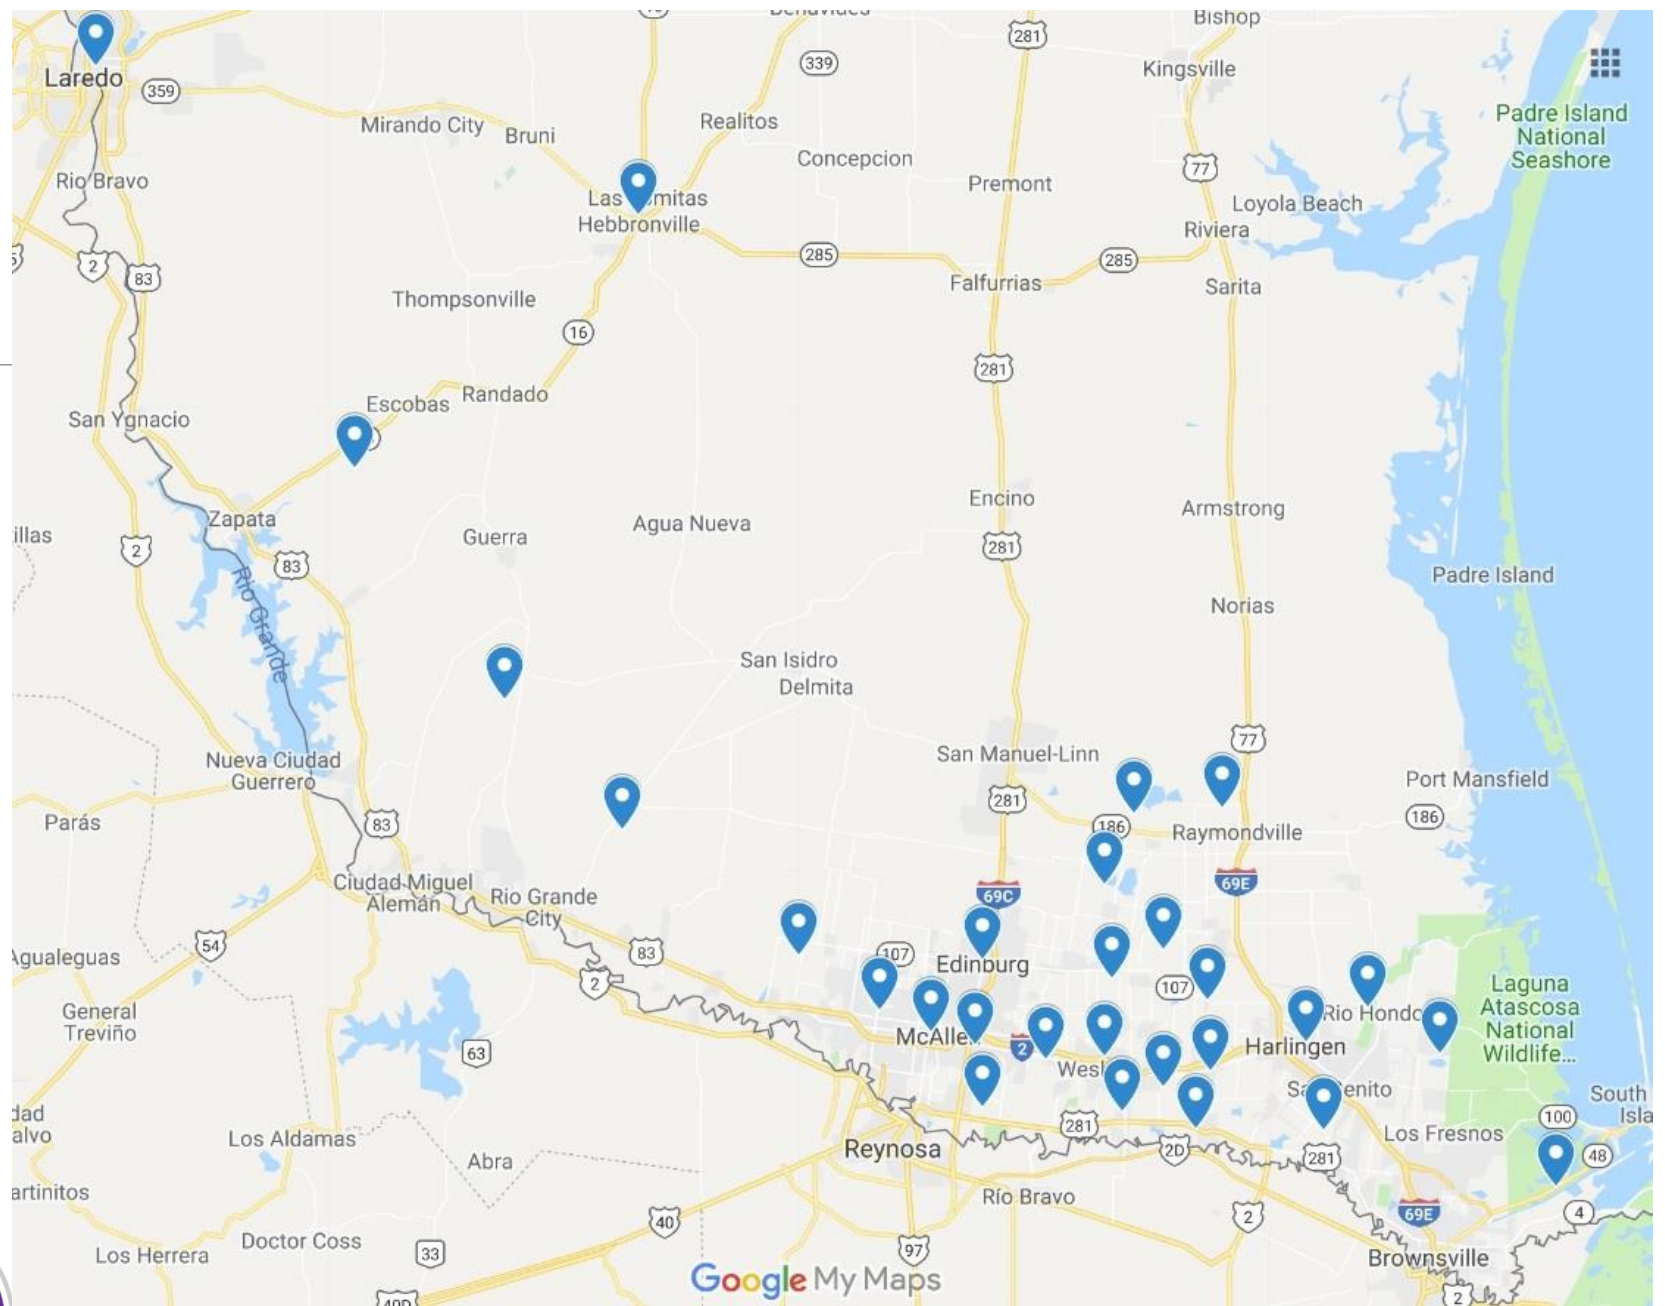 Benavides
Bishop
281
339
Kingsville
Laredo
359
Padre Island
National
Seashore
Mirando City
Bruni
Realitos
Concepcion
77
Rio Bravo
Premont
Las
mitas
Hebbronville
Loyola Beach
Riviera
2
83
285
285
Falfurrias
Sarita
Thompsonville
16
281
Escobas
Randado
San Ygnacio
Encino
Armstrong
Zapata
Agua Nueva
illas
Guerra
2
281
83
Rio Grande
Padre Island
Norias
San Isidro
Delmita
77
San Manuel-Linn
Nueva Ciudad
Guerrero
Port Mansfield
281
186
Parás
83
186
Raymondville
Ciudad Miguel
Alemán
Rio Grande
City
69C
69E
54
83
107
Agualeguas
Edinburg
2
107
Laguna
Atascosa
National
Wildlife...
General
Treviño
Rio Hondo
McAllen
2
Harlingen
63
Wesl
San Benito
South
Isla
dad
alvo
100
281
Los Aldamas
Los Fresnos
Reynosa
2D
281
48
Abra
artinitos
Río Bravo
40
2
69E
4
Doctor Coss
Los Herrera
33
97
Brownsville
Google My Maps
2
40D